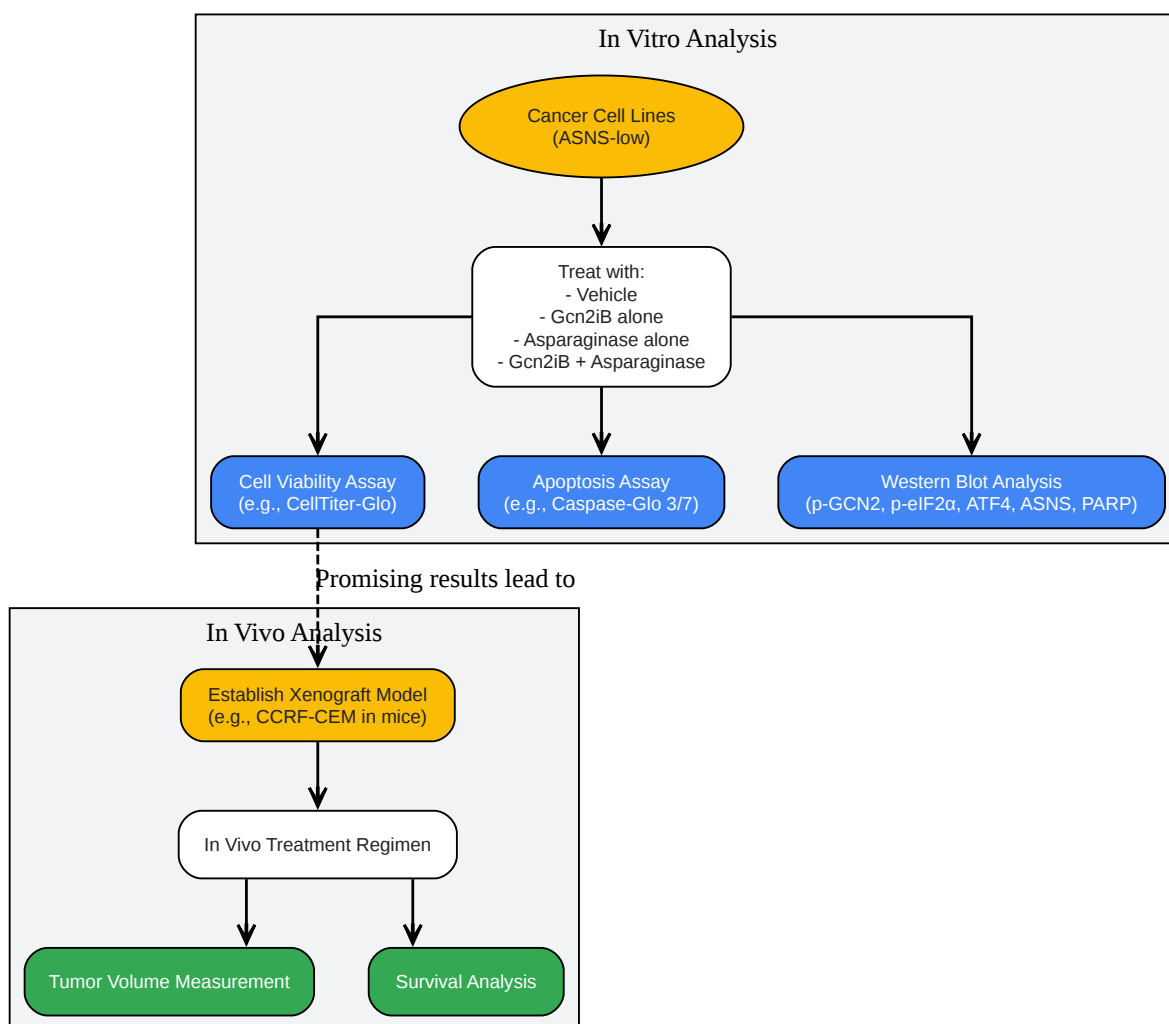 In Vitro Analysis
Cancer Cell Lines
(ASNS-low)
Treat with:
- Vehicle
- Gcn2iB alone
- Asparaginase alone
- Gcn2iB + Asparaginase
Cell Viability Assay
(e.g., CellTiter-Glo)
Apoptosis Assay
(e.g., Caspase-Glo 3/7)
Western Blot Analysis
(p-GCN2, p-eIF2α, ATF4, ASNS, PARP)
Promising results lead to
In Vivo Analysis
Establish Xenograft Model
(e.g., CCRF-CEM in mice)
In Vivo Treatment Regimen
Tumor Volume Measurement
Survival Analysis